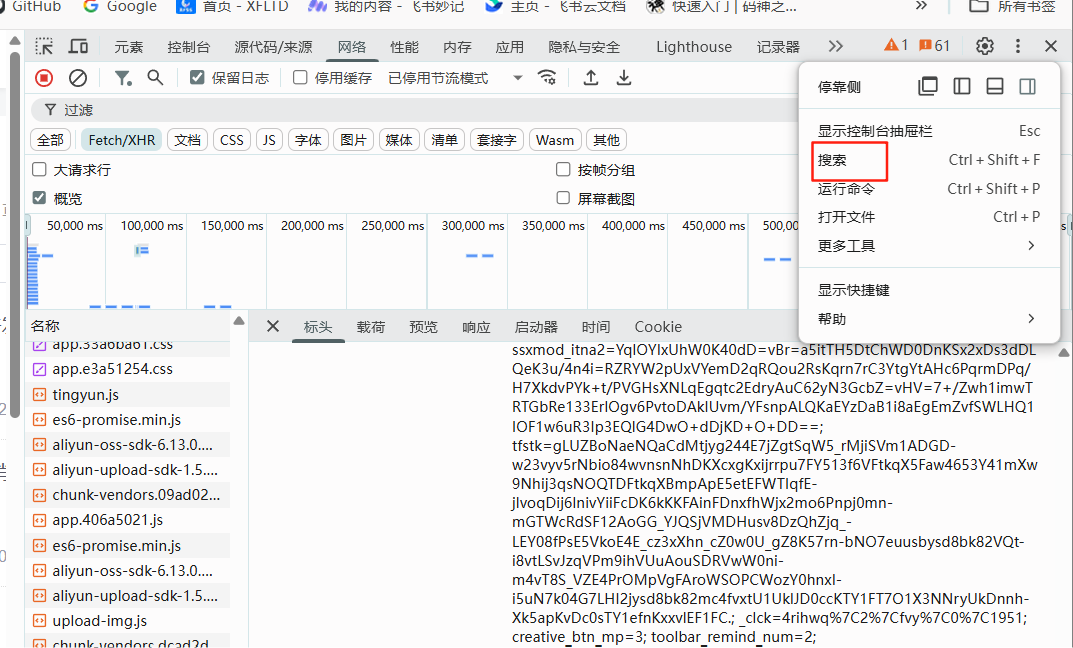 GitHub Google 首页 - XFLTD 我的内容 - 飞书妙记 主页 - 飞书云文档 快速入门 | 码神之... » 所有书签
元素 控制台 源代码/来源 网络 性能 内存 应用 隐私与安全 Lighthouse 记录器 1 61
保留日志 停用缓存 已停用节流模式
过滤
全部 Fetch/XHR 文档 CSS JS 字体 图片 媒体 清单 套接字 Wasm 其他
大请求行 按帧分组
概览 屏幕截图
50,000 ms 100,000 ms 150,000 ms 200,000 ms 250,000 ms 300,000 ms 350,000 ms 400,000 ms 450,000 ms 500,00
停靠侧
显示控制台抽屉栏 Esc
搜索 Ctrl + Shift + F
运行命令 Ctrl + Shift + P
打开文件 Ctrl + P
更多工具
显示快捷键
帮助
名称
app.33a6ba61.css
app.e3a51254.css
tingyun.js
es6-promise.min.js
aliyun-oss-sdk-6.13.0....
aliyun-upload-sdk-1.5....
chunk-vendors.09ad02...
app.406a5021.js
es6-promise.min.js
aliyun-oss-sdk-6.13.0....
aliyun-upload-sdk-1.5....
upload-img.js
chunk-vendors.dcad2d
标头 载荷 预览 响应 启动器 时间 Cookie
ssxmod_itna2=YqIOYIxUhW0K40dD=vBr=a5itTH5DtChWD0DnKSx2xDs3dDL
QeK3u/4n4i=RZRYW2pUxVYemD2qRQou2RsKqrn7rC3YtgYtAHc6PqrmDPq/
H7XkdvPYk+t/PVGHsXNLqEgqtc2EdryAuC62yN3GcbZ=vHV=7+/Zwh1imwT
RTGbRe133ErIOgv6PvtoDAkIUvm/YFsnpALQKaEYzDaB1i8aEgEmZvfSWLHQ1
IOF1w6uR3Ip3EQIG4DwO+dDjKD+O+DD==;
tfstk=gLUZBoNaeNQaCdMtjyg244E7jZgtSqW5_rMjiSVm1ADGD-
w23vyv5rNbio84wvnsnNhDKXcxgKxijrrpu7FY513f6VFtkqX5Faw4653Y41mXw
9Nhij3qsNOQTDFtkqXBmpApE5etEFWTIqfE-
jlvoqDij6InivYiiFcDK6kKKFAinFDnxfhWjx2mo6Pnpj0mn-
mGTWcRdSF12AoGG_YJQSjVMDHusv8DzQhZjq_-
LEY08fPsE5VkoE4E_cz3xXhn_cZ0w0U_gZ8K57rn-bNO7euusbysd8bk82VQt-
i8vtLSvJzqVPm9ihVUuAouSDRVwW0ni-
m4vT8S_VZE4PrOMpVgFAroWSOPCWozY0hnxI-
i5uN7k04G7LHI2jysd8bk82mc4fvxtU1UklJD0ccKTY1FT7O1X3NNryUkDnnh-
Xk5apKvDc0sTY1efnKxxvlEF1FC.; _clck=4rihwq%7C2%7Cfvy%7C0%7C1951;
creative_btn_mp=3; toolbar_remind_num=2;